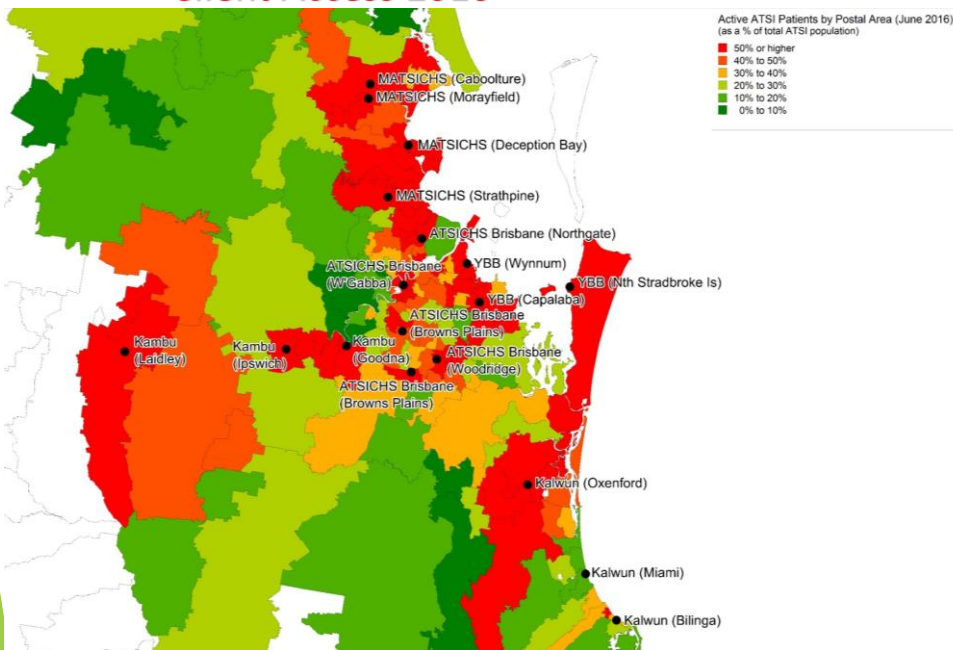 Active ATSI Patients by Postal Area (June 2016)
(as a % of total ATSI population)
50% or higher
40% to 50%
30% to 40%
20% to 30%
10% to 20%
0% to 10%
MATSICHS (Caboolture)
MATSICHS (Morayfield)
MATSICHS (Deception Bay)
MATSICHS (Strathpine)
ATSICHS Brisbane (Northgate)
ATSICHS Brisbane
(W'Gabba)
YBB (Wynnum)
YBB (Nth Stradbroke Is)
YBB (Capalaba)
ATSICHS Brisbane
(Browns Plains)
Kambu
(Laidley)
Kambu
(Ipswich)
Kambu
(Goodna)
ATSICHS Brisbane
(Woodridge)
ATSICHS Brisbane
(Browns Plains)
Kalwun (Oxenford)
Kalwun (Miami)
Kalwun (Bilinga)